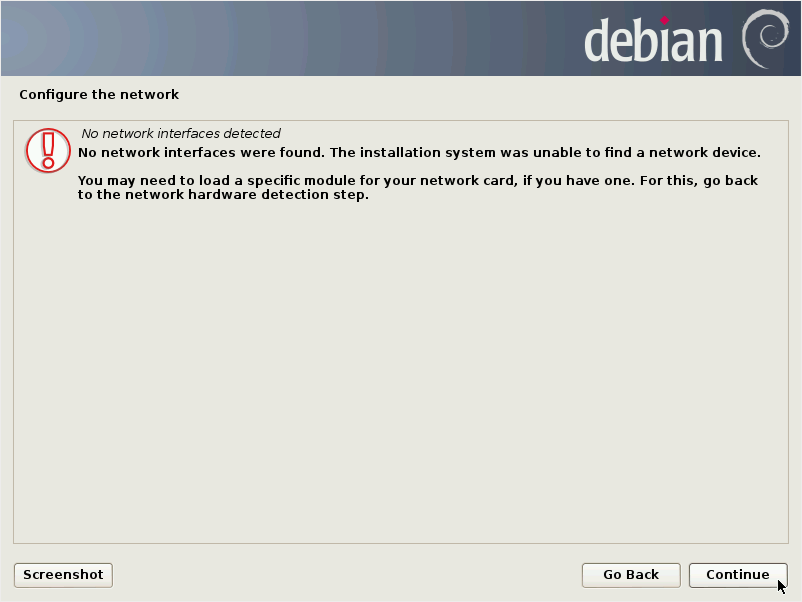 debian
Configure the network
No network interfaces detected
No network interfaces were found. The installation system was unable to find a network device.
You may need to load a specific module for your network card, if you have one. For this, go back
to the network hardware detection step.
Screenshot
Go Back
Continue